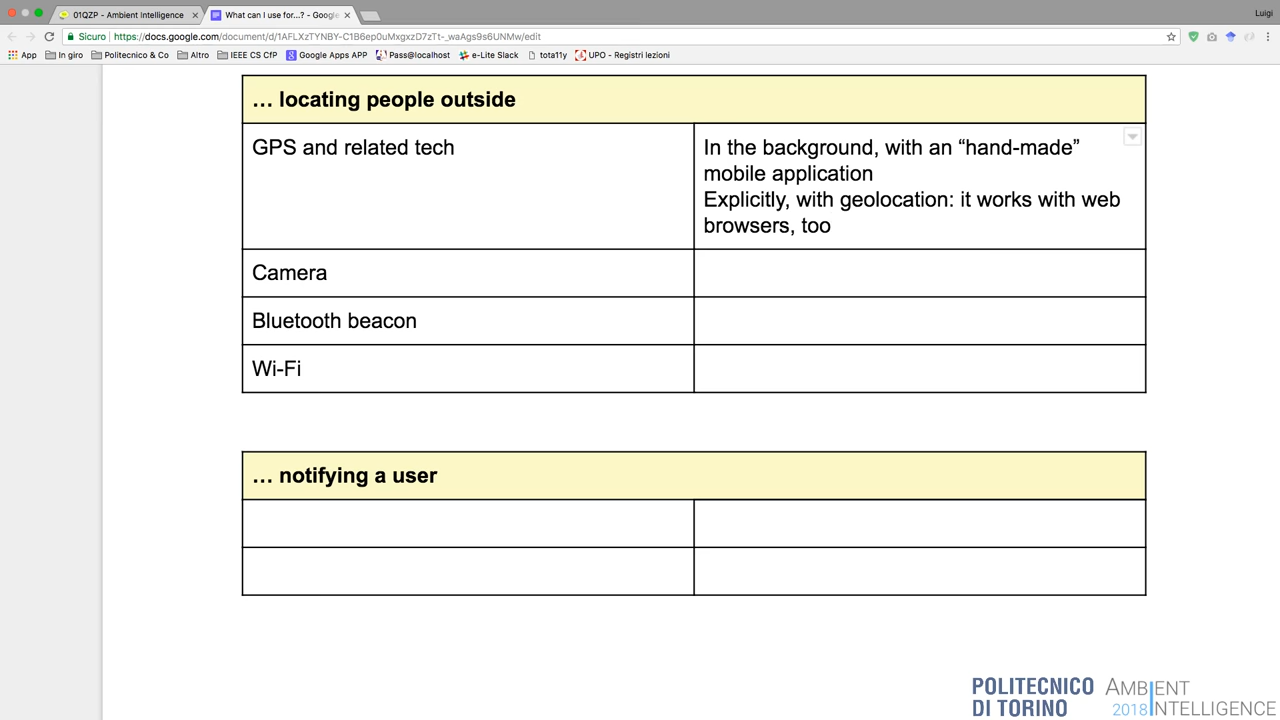 01QZP - Ambient Intelligence
What can I use for...? - Google
Luigi
Sicuro
https://docs.google.com/document/d/1AFLXzTYNBY-C1B6ep0uMxgxzD7zTt-_waAgs9s6UNMw/edit
App
In giro
Politecnico & Co
Altro
IEEE CS CfP
Google Apps APP
Pass@localhost
e-Lite Slack
tota11y
UPO - Registri lezioni
… locating people outside
GPS and related tech
In the background, with an “hand-made”
mobile application
Explicitly, with geolocation: it works with web
browsers, too
Camera
Bluetooth beacon
Wi-Fi
… notifying a user
POLITECNICO
DI TORINO
AMBIENT
2018 INTELLIGENCE